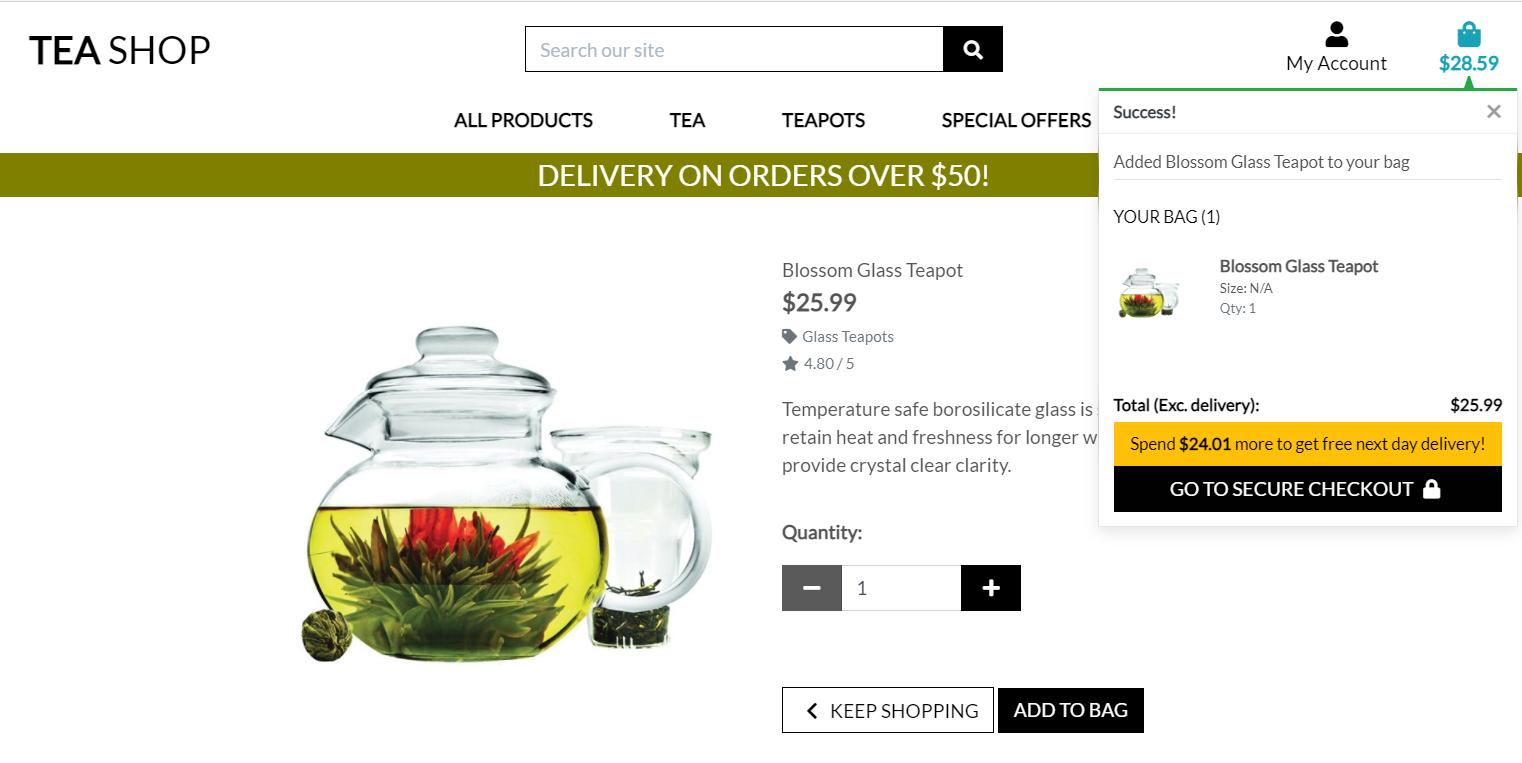 TEA SHOP
Search our site
My Account
$28.59
ALL PRODUCTS
TEA
TEAPOTS
SPECIAL OFFERS
DELIVERY ON ORDERS OVER $50!
Success!
×
Added Blossom Glass Teapot to your bag
YOUR BAG (1)
Blossom Glass Teapot
Size: N/A
Qty: 1
Total (Exc. delivery):
$25.99
Spend $24.01 more to get free next day delivery!
GO TO SECURE CHECKOUT
Blossom Glass Teapot
$25.99
Glass Teapots
4.80 / 5
Temperature safe borosilicate glass is
retain heat and freshness for longer
provide crystal clear clarity.
Quantity:
1
KEEP SHOPPING
ADD TO BAG